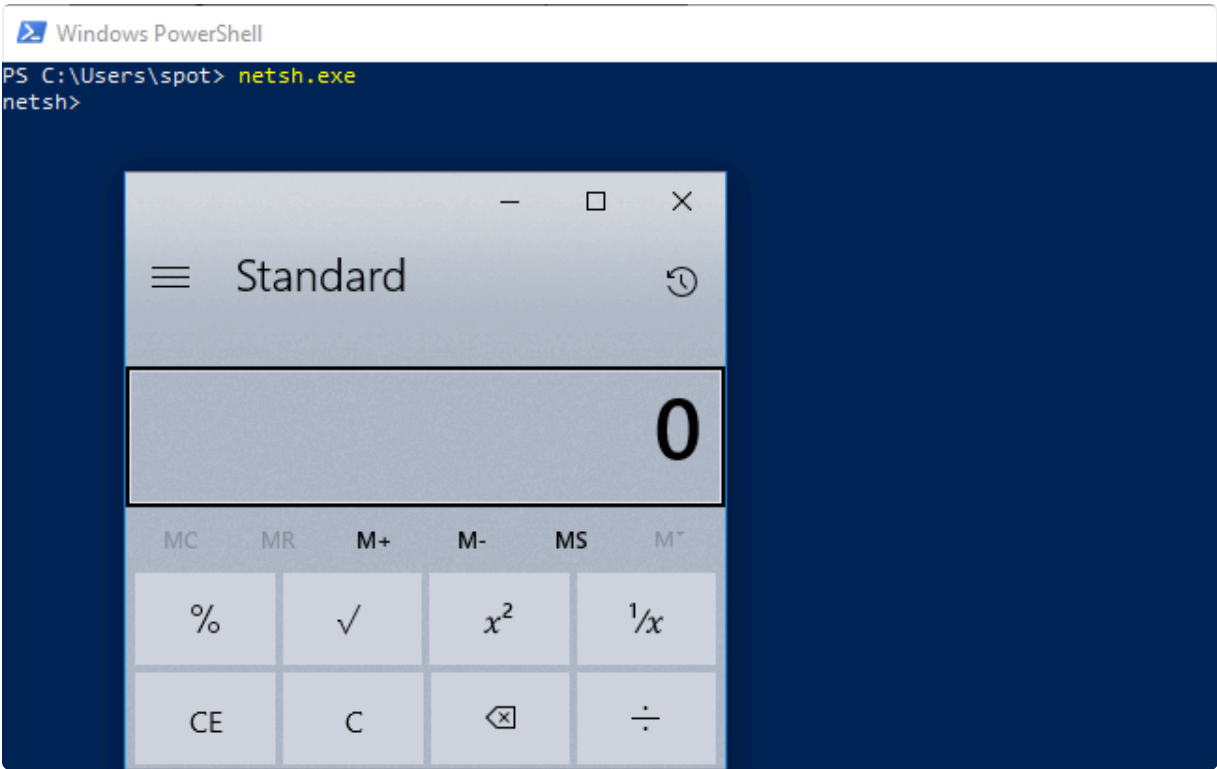 Windows PowerShell
PS C:\Users\spot> netsh.exe
netsh>
Standard
0
MC MR M+ M- MS M˅
% √ x² ¹/x
CE C ÷